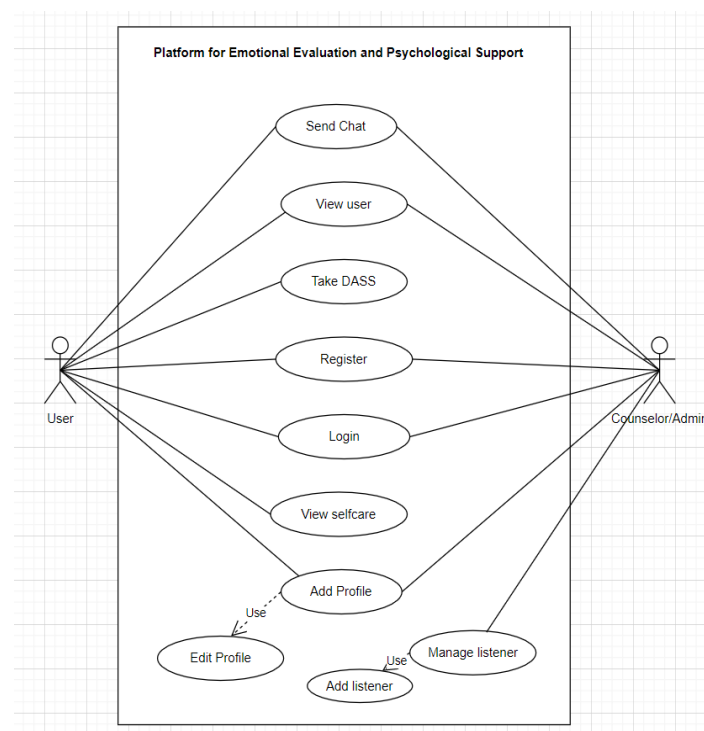 Platform for Emotional Evaluation and Psychological Support
Send Chat
View user
Take DASS
Register
User
Counselor/Admin
Login
View selfcare
Add Profile
Use
Edit Profile
Manage listener
Use
Add listener